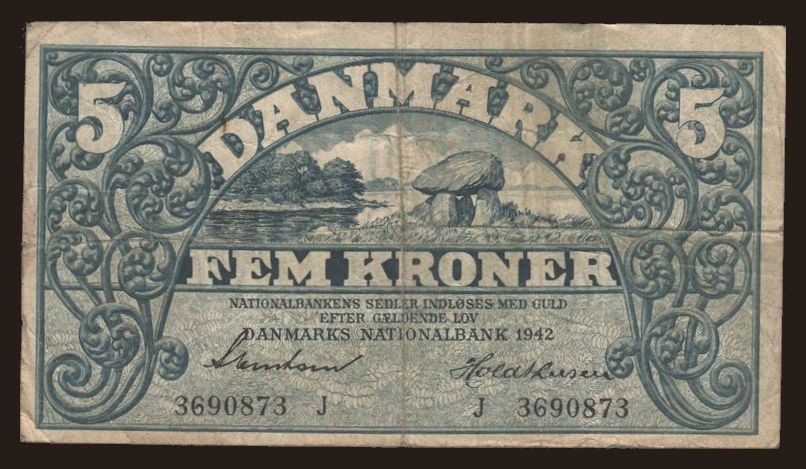 5 DANMARK 5
FEM KRONER
NATIONALBANKENS SEDLER INDLØSES MED GULD
EFTER GÆLDENDE LOV
DANMARKS NATIONALBANK 1942
3690873 J J 3690873